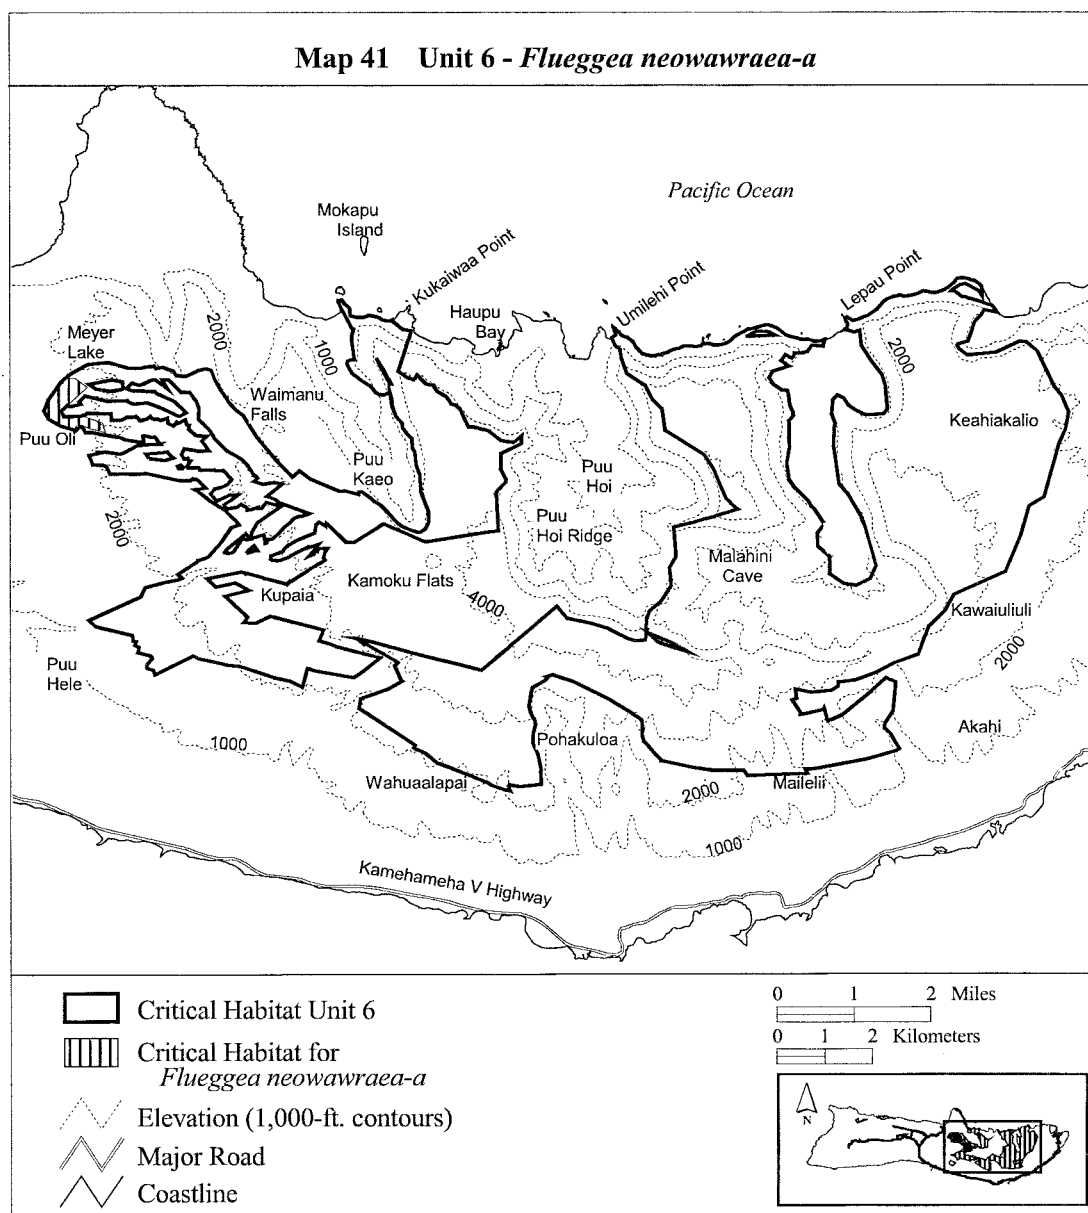 Map 41 Unit 6 - Flueggea neowawraea-a
Pacific Ocean
Mokapu
Island
Kukaiwaa Point
Haupu
Bay
Umilehi Point
Lepau Point
Meyer
Lake
2000
1000
2000
Waimanu
Falls
Puu Oli
Keahiakalio
Puu
Kaeo
Puu
Hoi
Puu
Hoi Ridge
2000
Malahini
Cave
Kamoku Flats
Kupaia
4000
Kawaiuliuli
2000
Puu
Hele
Akahi
1000
Pohakuloa
Wahuaalapai
Mailelii
2000
1000
Kamehameha V Highway
Critical Habitat Unit 6
Critical Habitat for
Flueggea neowawraea-a
Elevation (1,000-ft. contours)
Major Road
Coastline
0 1 2 Miles
0 1 2 Kilometers
N